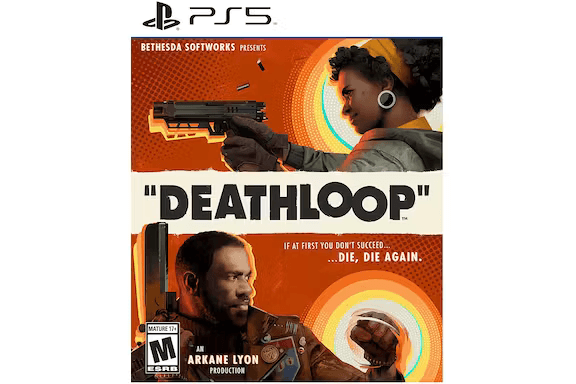 PS5
BETHESDA SOFTWORKS PRESENTS
"DEATHLOOP"
TM
IF AT FIRST YOU DON'T SUCCEED...
...DIE, DIE AGAIN.
MATURE 17+
M
ESRB
AN
ARKANE LYON
PRODUCTION